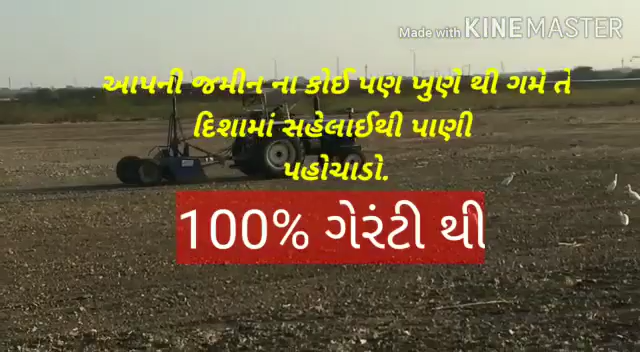 Made with KINEMASTER
આપની જમીન ના કોઈ પણ ખુણે થી ગમે તે
દિશામાં સહેલાઈથી પાણી
પહોચાડો.
100% ગેરંટી થી